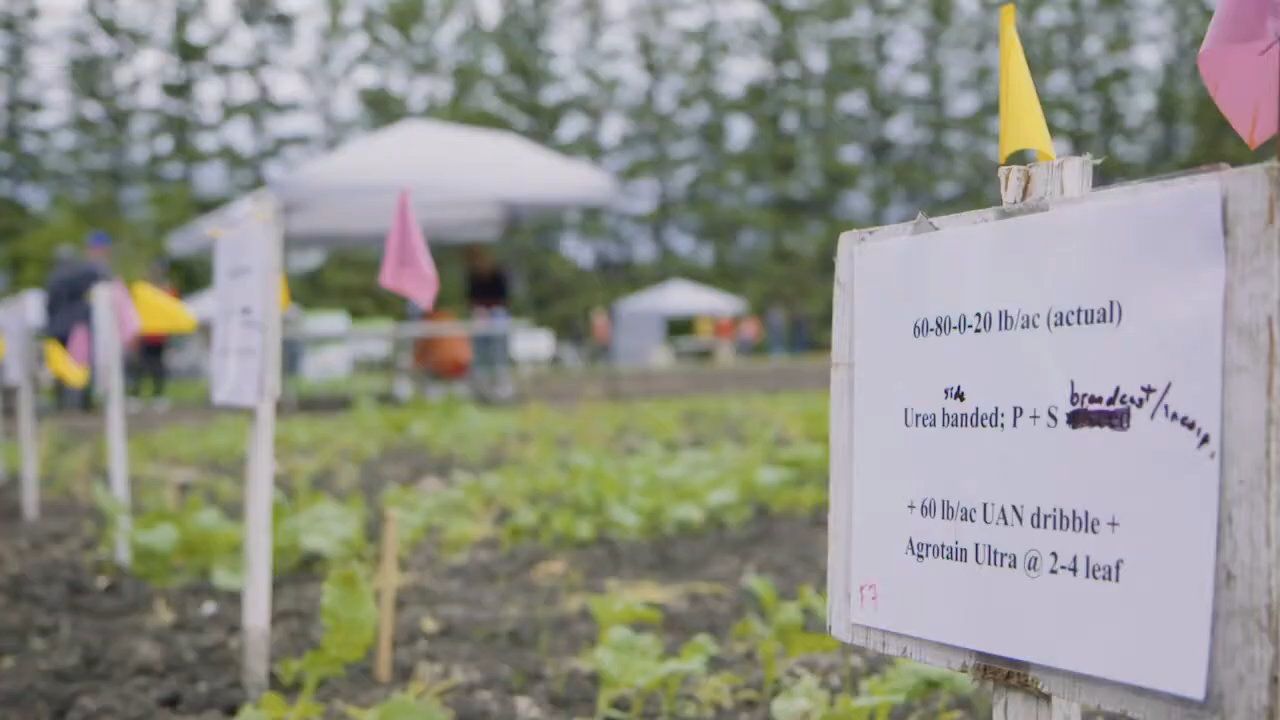 60-80-0-20 lb/ac (actual)
side
Urea banded; P + S broadcast/incorp.
+ 60 lb/ac UAN dribble +
Agrotain Ultra @ 2-4 leaf
F7